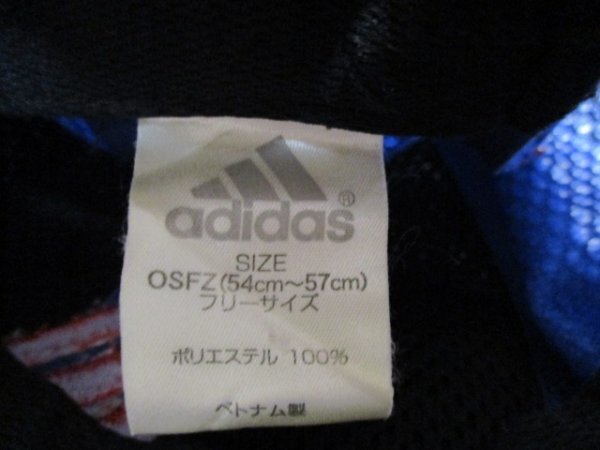 adidas®
SIZE
OSFZ(54cm～57cm)
フリーサイズ
ポリエステル 100%
ベトナム製